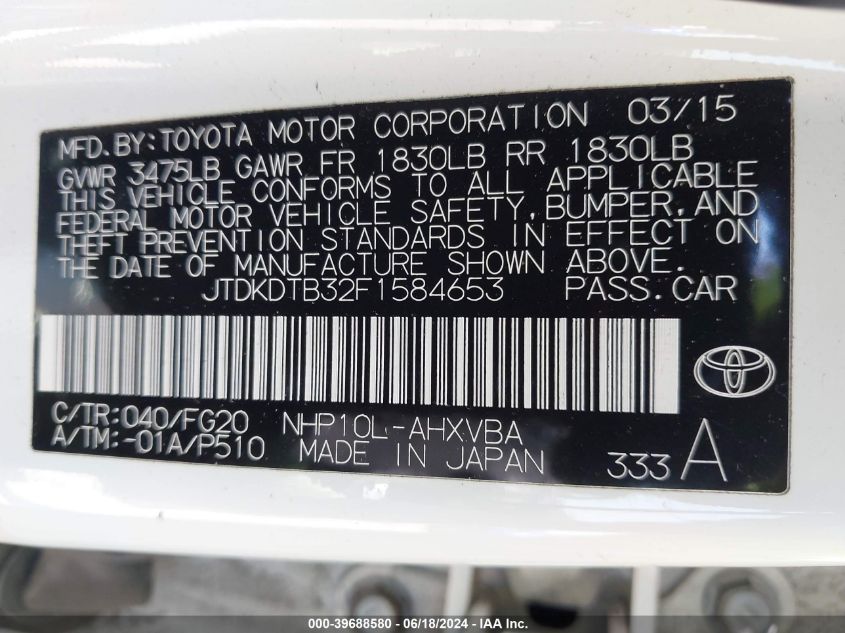 MFD. BY: TOYOTA MOTOR CORPORATION 03/15
GVWR 3475LB GAWR FR 1830LB RR 1830LB
THIS VEHICLE CONFORMS TO ALL APPLICABLE
FEDERAL MOTOR VEHICLE SAFETY, BUMPER, AND
THEFT PREVENTION STANDARDS IN EFFECT ON
THE DATE OF MANUFACTURE SHOWN ABOVE.
JTDKDTB32F1584653 PASS. CAR
C/TR: 040/FG20 NHP10L-AHXVBA
A/TM: -01A/P510 MADE IN JAPAN 333 A
000-39688580 - 06/18/2024 - IAA Inc.